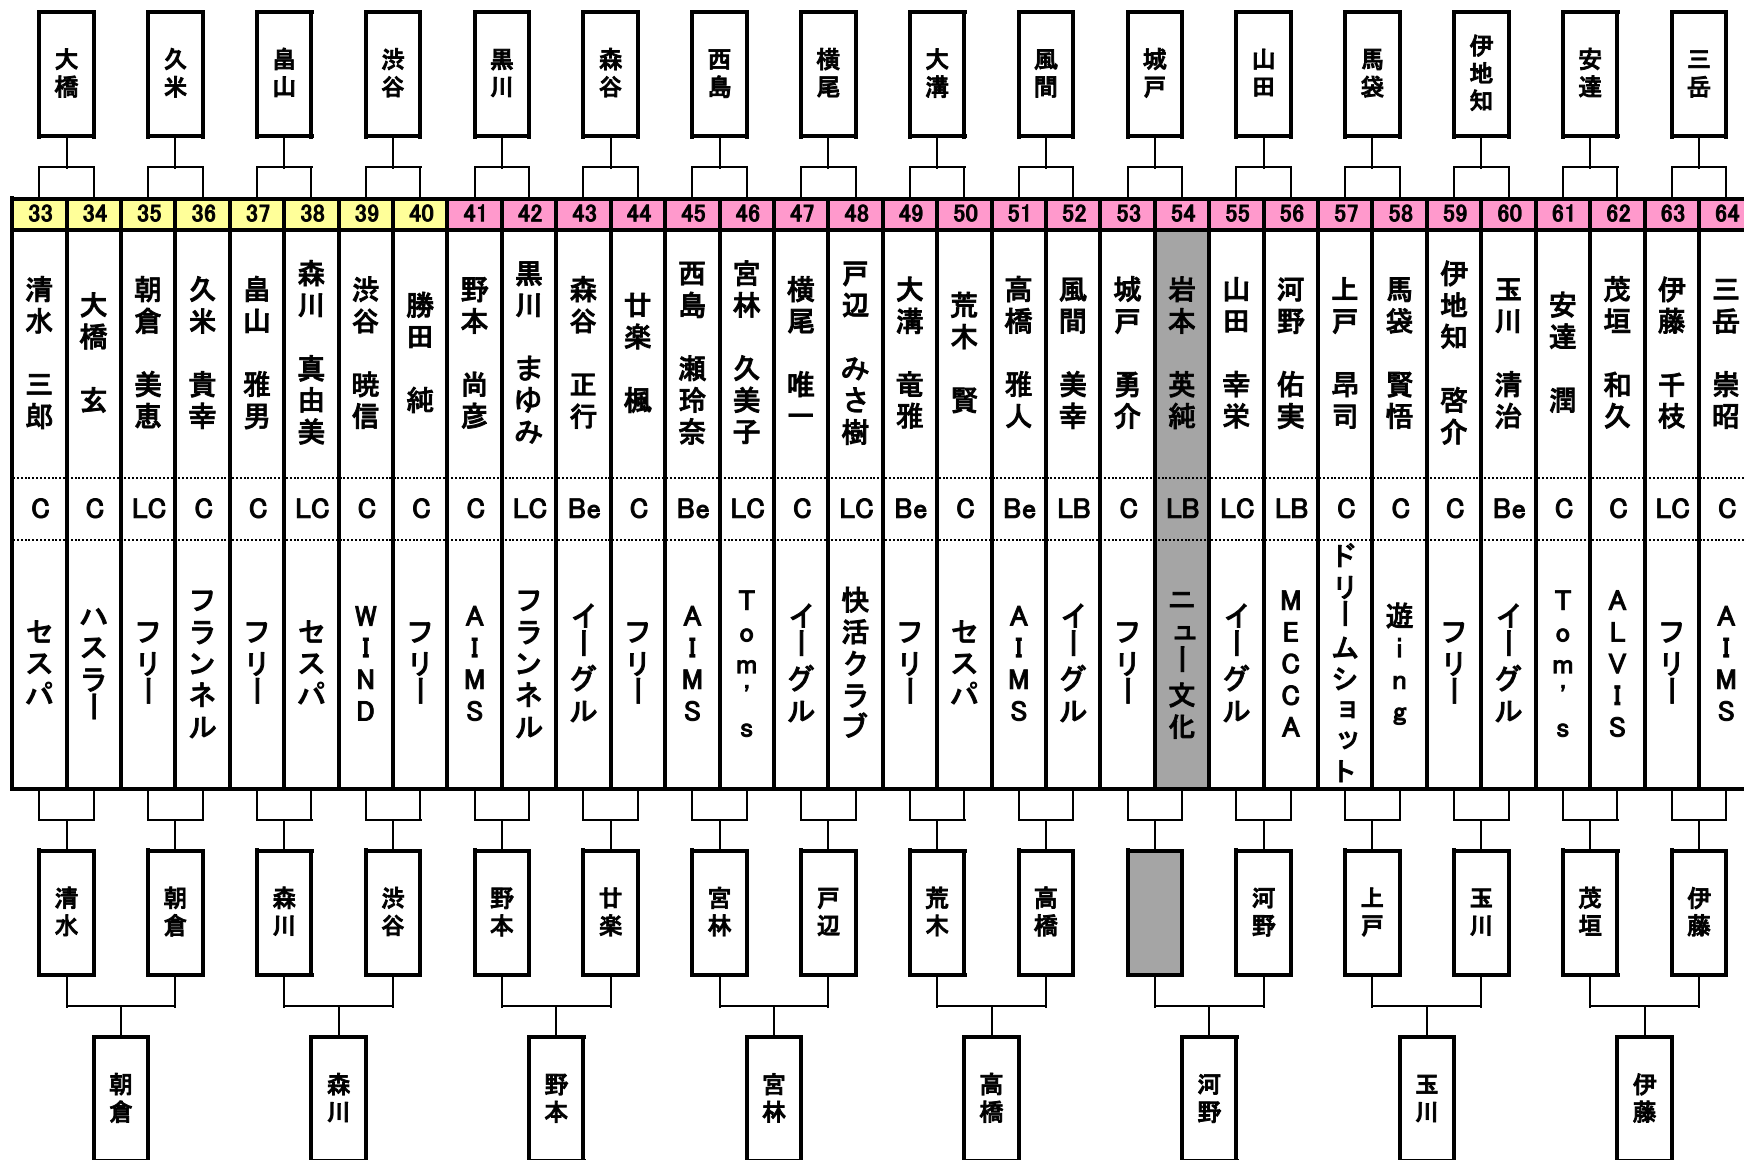 大橋 久米 畠山 渋谷 黒川 森谷 西島 横尾 大溝 風間 城戸 山田 馬袋 伊地知 安達 三岳
33 34 35 36 37 38 39 40 41 42 43 44 45 46 47 48 49 50 51 52 53 54 55 56 57 58 59 60 61 62 63 64
清水 三郎
大橋 玄
朝倉 美恵
久米 貴幸
畠山 雅男
森川 真由美
渋谷 暁信
勝田 純
野本 尚彦
黒川 まゆみ
森谷 正行
廿楽 楓
西島 瀬玲奈
宮林 久美子
横尾 唯一
戸辺 みさ樹
大溝 竜雅
荒木 賢
高橋 雅人
風間 美幸
城戸 勇介
岩本 英純
山田 幸栄
河野 佑実
上戸 昂司
馬袋 賢悟
伊地知 啓介
玉川 清治
安達 潤
茂垣 和久
伊藤 千枝
三岳 崇昭
C C LC C C LC C C C LC Be C Be LC C LC Be C Be LB C LB LC LB C C C Be C C LC C
セスパ
ハスラー
フリー
フランネル
フリー
セスパ
WIND
フリー
AIMS
フランネル
イーグル
フリー
AIMS
Tom's
イーグル
快活クラブ
フリー
セスパ
AIMS
イーグル
フリー
ニュー文化
イーグル
MECCA
ドリームショット
遊ing
フリー
イーグル
Tom's
ALVIS
フリー
AIMS
清水 朝倉 森川 渋谷 野本 廿楽 宮林 戸辺 荒木 高橋 河野 上戸 玉川 茂垣 伊藤
朝倉 森川 野本 宮林 高橋 河野 玉川 伊藤